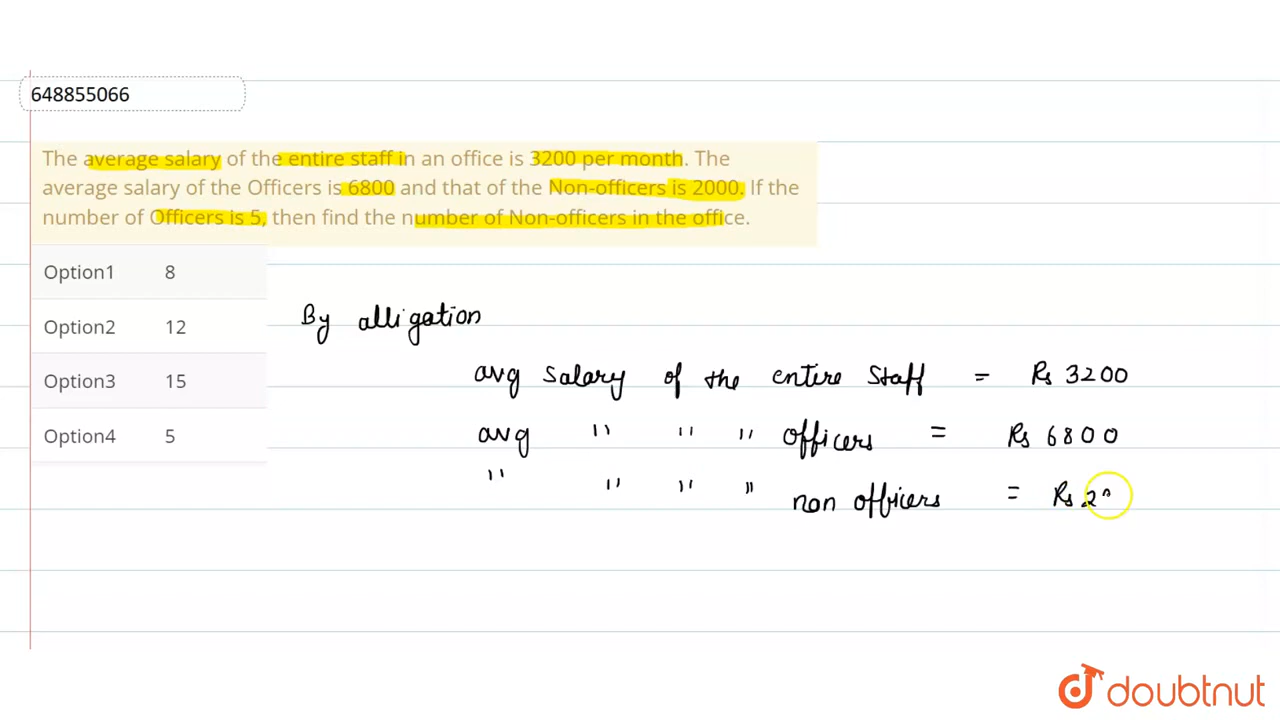 648855066
The average salary of the entire staff in an office is 3200 per month. The
average salary of the Officers is 6800 and that of the Non-officers is 2000. If the
number of Officers is 5, then find the number of Non-officers in the office.
Option1 8
Option2 12
Option3 15
Option4 5
By alligation
avg salary of the entire staff = Rs 3200
avg " " " officers = Rs 6800
" " " " non officers = Rs 20
doubtnut